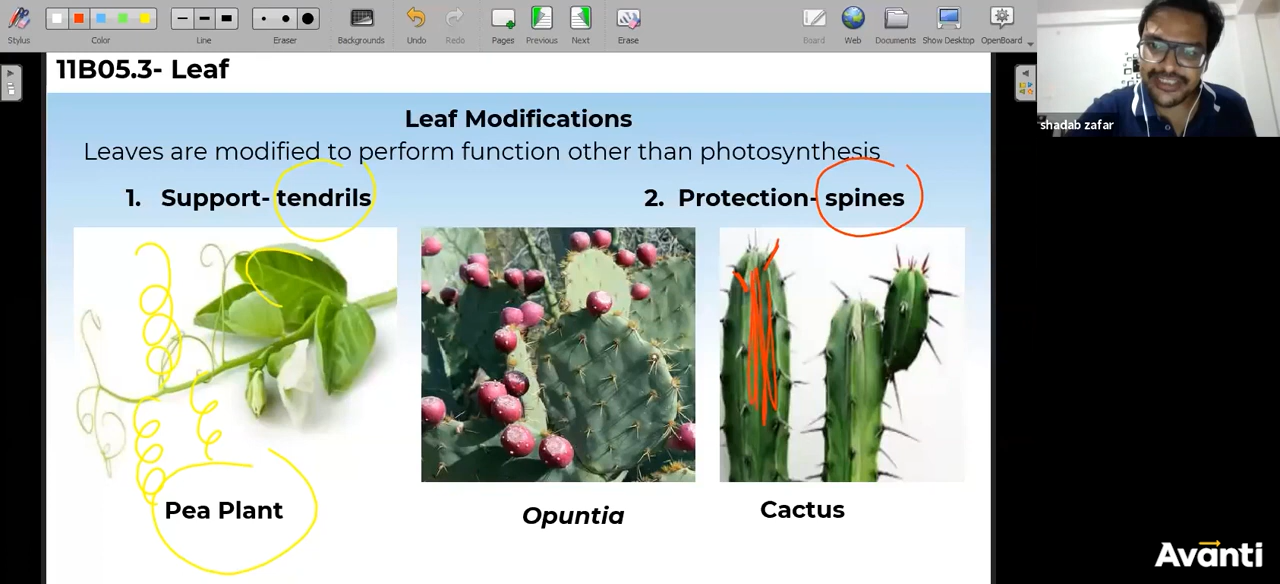 Stylus
Color
Line
Eraser
Backgrounds
Undo
Redo
Pages
Previous
Next
Erase
Board
Web
Documents
Show Desktop
OpenBoard
shadab zafar
11B05.3- Leaf
Leaf Modifications
Leaves are modified to perform function other than photosynthesis
1. Support- tendrils
2. Protection- spines
Pea Plant
Opuntia
Cactus
Avanti